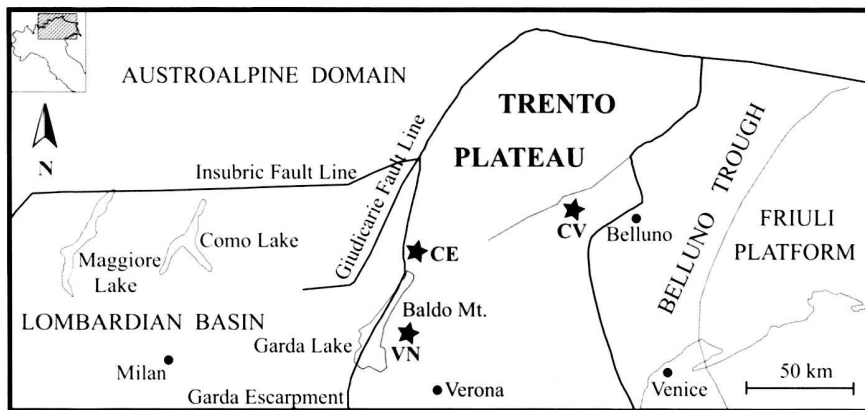 AUSTROALPINE DOMAIN
TRENTO
PLATEAU
N
Insubric Fault Line
Giudicarie Fault Line
BELLUNO TROUGH
Maggiore
Lake
Como Lake
CE
CV
Belluno
FRIULI
PLATFORM
LOMBARDIAN BASIN
Baldo Mt.
Garda Lake
VN
Milan
Garda Escarpment
Verona
Venice
50 km